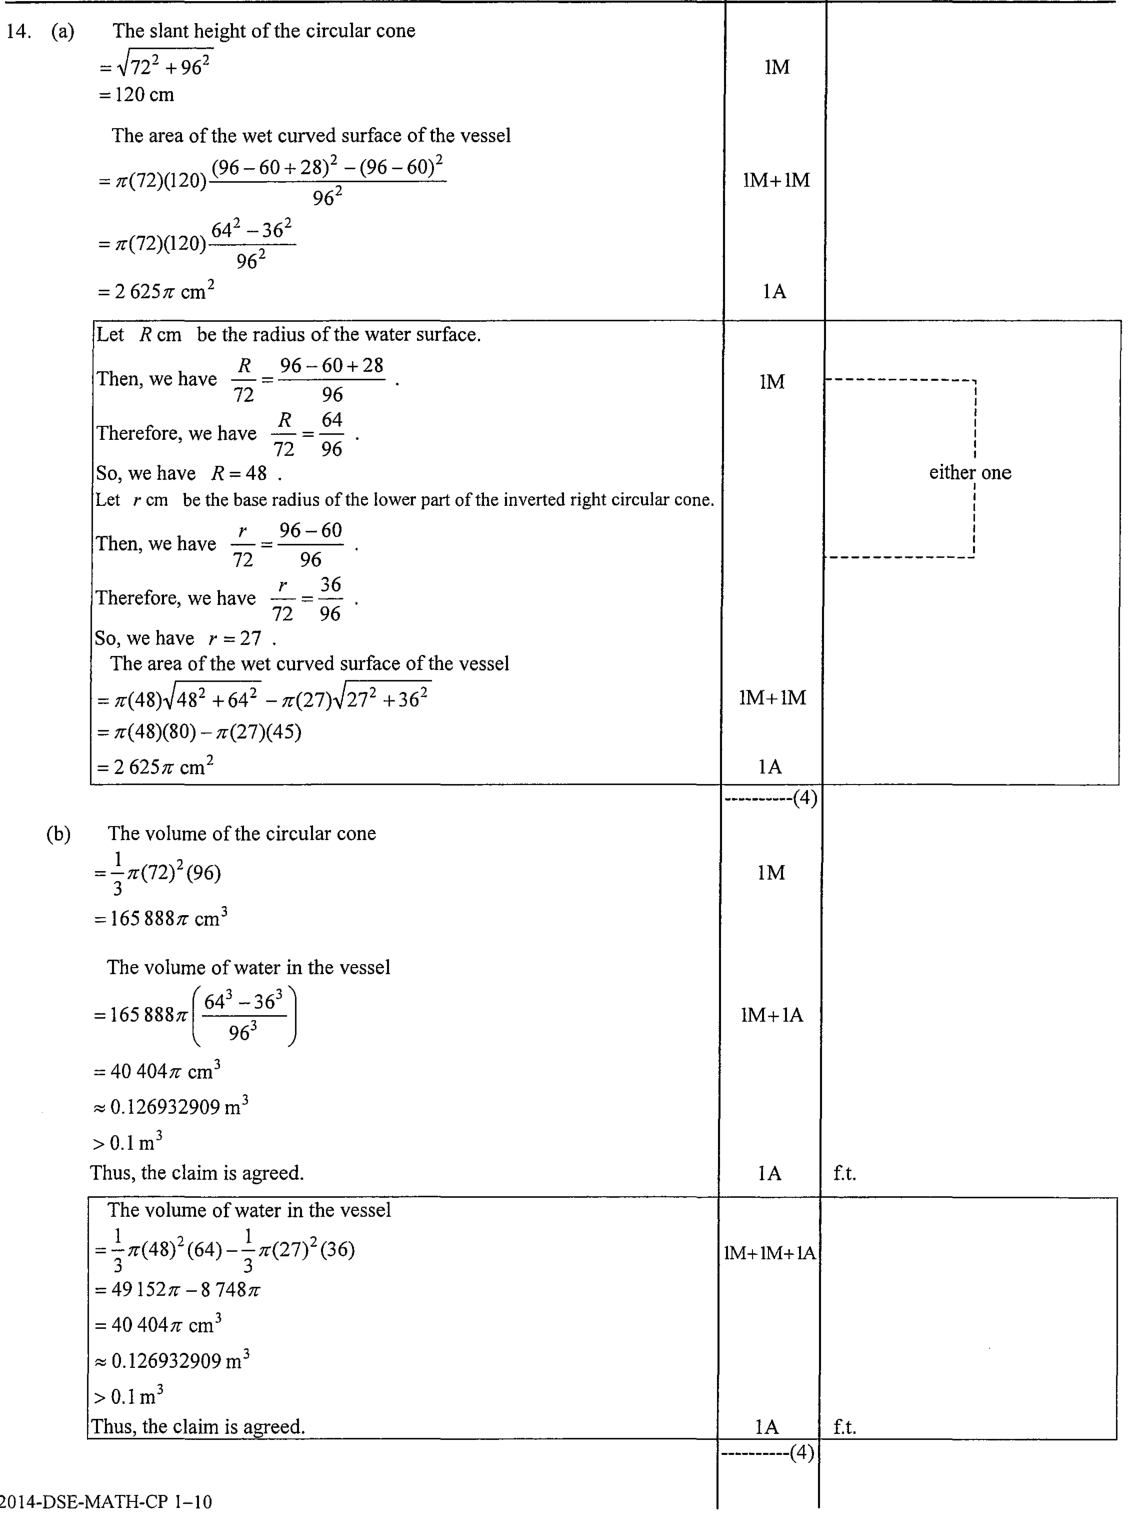 14. (a) The slant height of the circular cone
= √(72² + 96²) 1M
= 120 cm
The area of the wet curved surface of the vessel
= π(72)(120) ((96 − 60 + 28)² − (96 − 60)²)/96² 1M+1M
= π(72)(120) (64² − 36²)/96²
= 2 625π cm² 1A
Let R cm be the radius of the water surface.
Then, we have R/72 = (96 − 60 + 28)/96 . 1M
Therefore, we have R/72 = 64/96 .
So, we have R = 48 . either one
Let r cm be the base radius of the lower part of the inverted right circular cone.
Then, we have r/72 = (96 − 60)/96 .
Therefore, we have r/72 = 36/96 .
So, we have r = 27 .
The area of the wet curved surface of the vessel
= π(48)√(48² + 64²) − π(27)√(27² + 36²) 1M+1M
= π(48)(80) − π(27)(45)
= 2 625π cm² 1A
----------(4)
(b) The volume of the circular cone
= 1/3 π(72)²(96) 1M
= 165 888π cm³
The volume of water in the vessel
= 165 888π ((64³ − 36³)/96³) 1M+1A
= 40 404π cm³
≈ 0.126932909 m³
> 0.1 m³
Thus, the claim is agreed. 1A f.t.
The volume of water in the vessel
= 1/3 π(48)²(64) − 1/3 π(27)²(36) 1M+1M+1A
= 49 152π − 8 748π
= 40 404π cm³
≈ 0.126932909 m³
> 0.1 m³
Thus, the claim is agreed. 1A f.t.
----------(4)
2014-DSE-MATH-CP 1–10